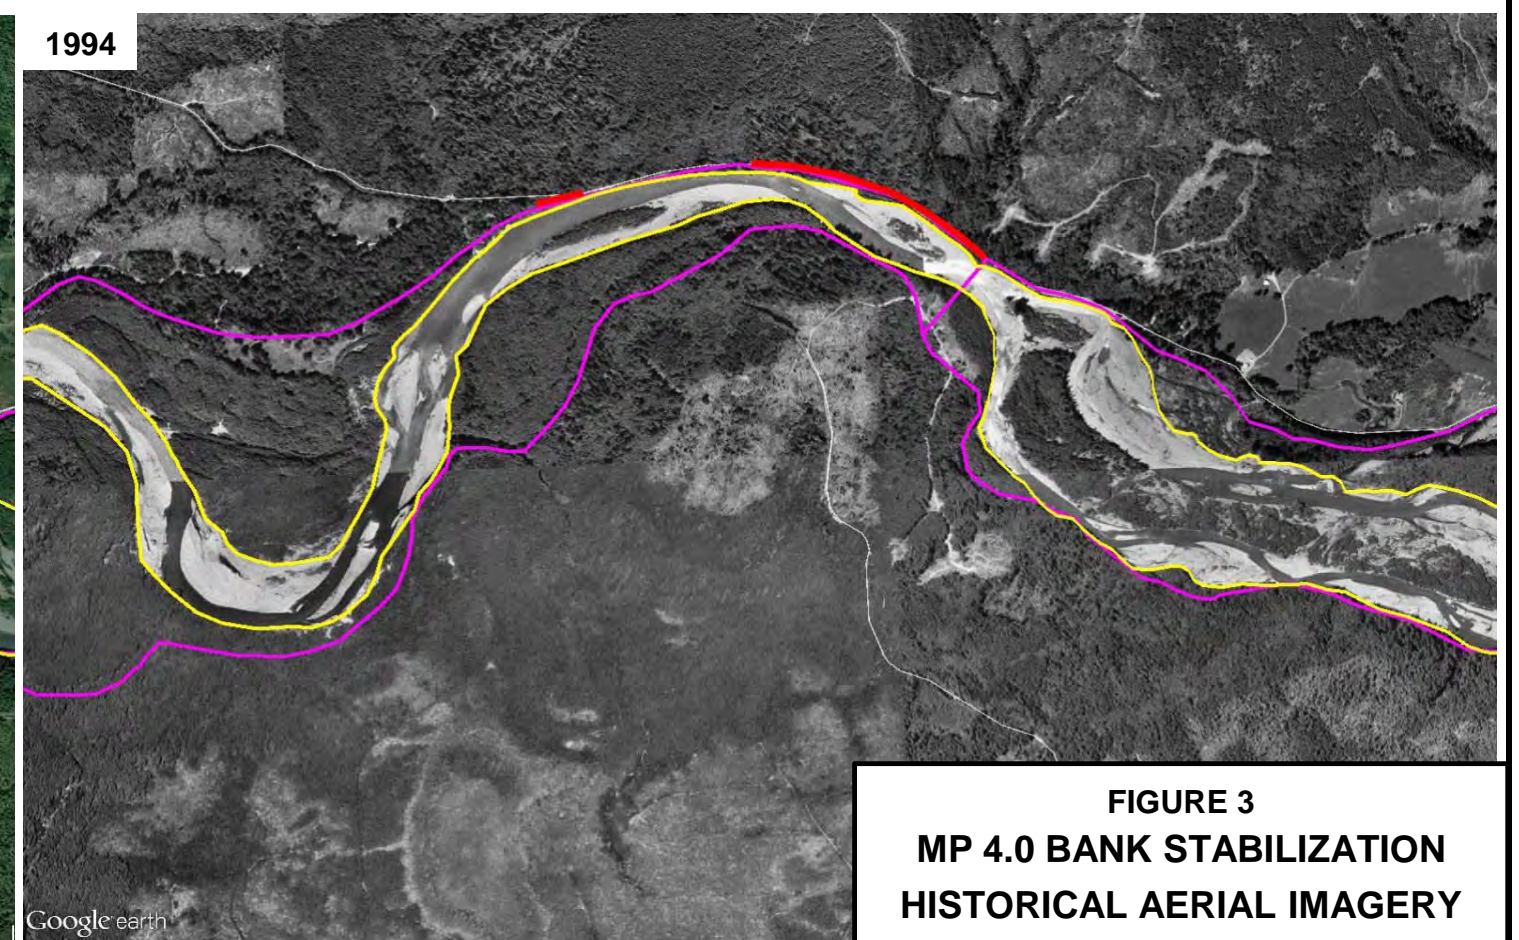 1994
FIGURE 3
MP 4.0 BANK STABILIZATION
HISTORICAL AERIAL IMAGERY
Google earth